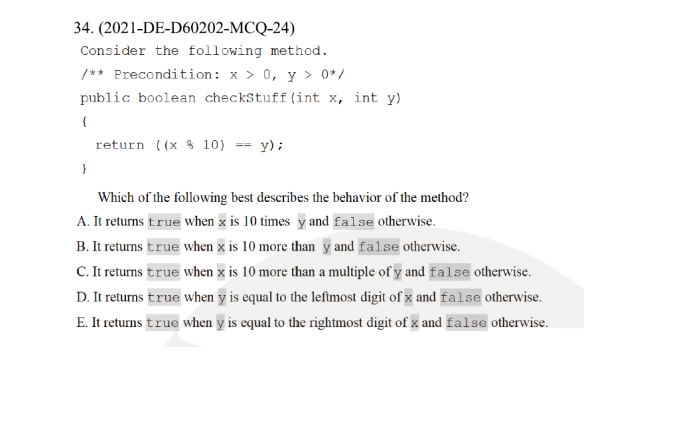 34. (2021-DE-D60202-MCQ-24)
Consider the following method.
/** Precondition: x > 0, y > 0*/
public boolean checkStuff(int x, int y)
{
return ((x % 10) == y);
}
Which of the following best describes the behavior of the method?
A. It returns true when x is 10 times y and false otherwise.
B. It returns true when x is 10 more than y and false otherwise.
C. It returns true when x is 10 more than a multiple of y and false otherwise.
D. It returns true when y is equal to the leftmost digit of x and false otherwise.
E. It returns true when y is equal to the rightmost digit of x and false otherwise.